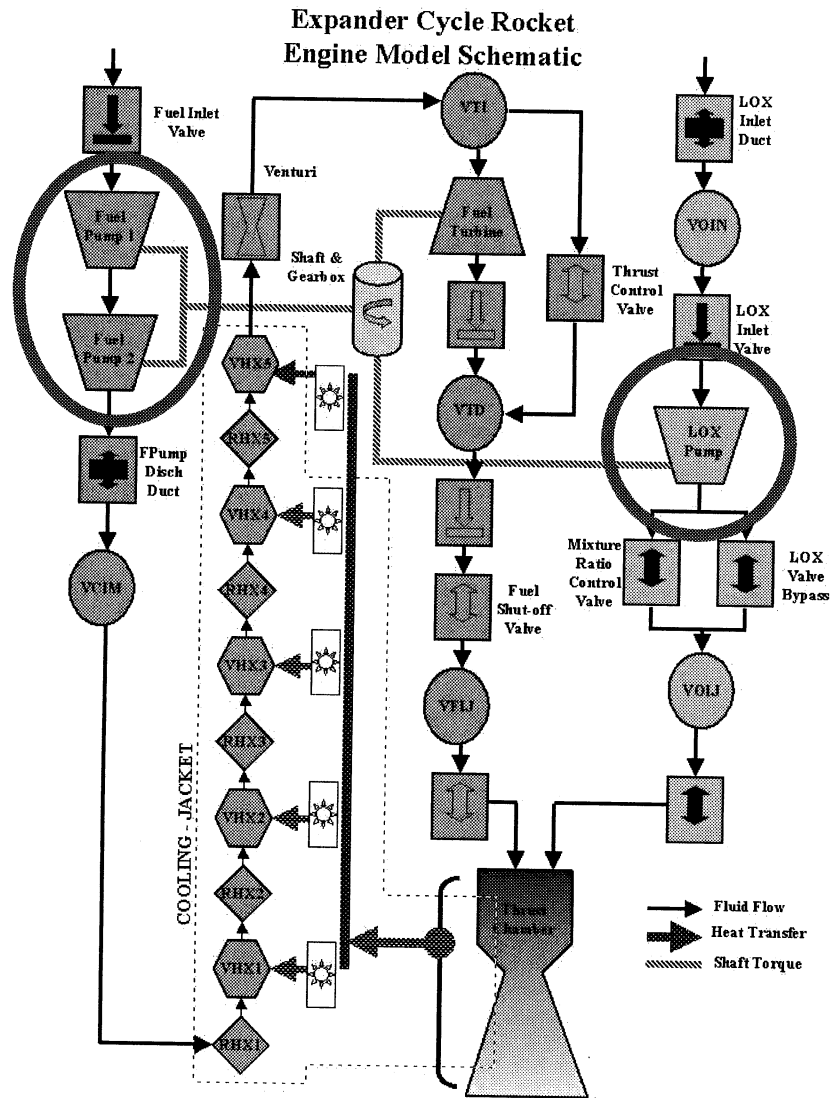 Expander Cycle Rocket
Engine Model Schematic
Fuel Inlet
Valve
Fuel
Pump 1
Fuel
Pump 2
FPump
Disch
Duct
VCIM
COOLING - JACKET
Venturi
Shaft &
Gearbox
VHX5
RHX5
VHX4
RHX4
VHX3
RHX3
VHX2
RHX2
VHX1
RHX1
VTI
Fuel
Turbine
Thrust
Control
Valve
VTD
Fuel
Shut-off
Valve
VFIJ
LOX
Inlet
Duct
VOIN
LOX
Inlet
Valve
LOX
Pump
Mixture
Ratio
Control
Valve
LOX
Valve
Bypass
VOIJ
Thrust
Chamber
Fluid Flow
Heat Transfer
Shaft Torque